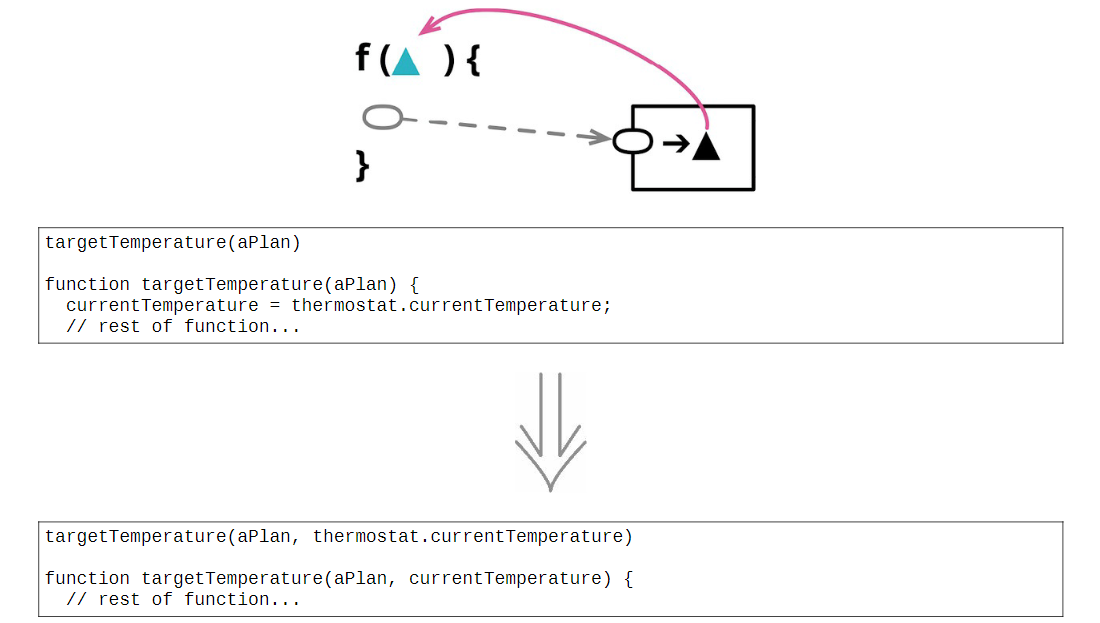 f( ) {
}
targetTemperature(aPlan)
function targetTemperature(aPlan) {
currentTemperature = thermostat.currentTemperature;
// rest of function...
targetTemperature(aPlan, thermostat.currentTemperature)
function targetTemperature(aPlan, currentTemperature) {
// rest of function...